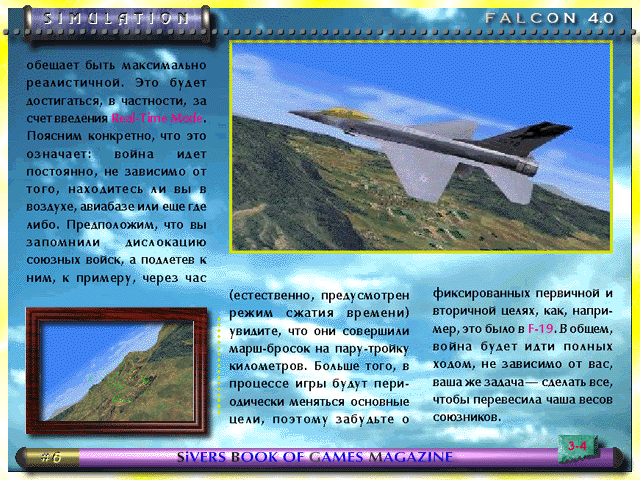 SIMULATION
FALCON 4.0
обещает быть максимально
реалистичной. Это будет
достигаться, в частности, за
счет введения Real-Time Mode.
Поясним конкретно, что это
означает: война идет
постоянно, не зависимо от
того, находитесь ли вы в
воздухе, авиабазе или еще где
либо. Предположим, что вы
запомнили дислокацию
союзных войск, а подлетев к
ним, к примеру, через час
(естественно, предусмотрен
режим сжатия времени)
увидите, что они совершили
марш-бросок на пару-тройку
километров. Больше того, в
процессе игры будут пери-
одически меняться основные
цели, поэтому забудьте о
фиксированных первичной и
вторичной целях, как, напри-
мер, это было в F-19. В общем,
война будет идти полных
ходом, не зависимо от вас,
ваша же задача — сделать все,
чтобы перевесила чаша весов
союзников.
#6
SiVERS BOOK OF GAMES MAGAZINE
3-4